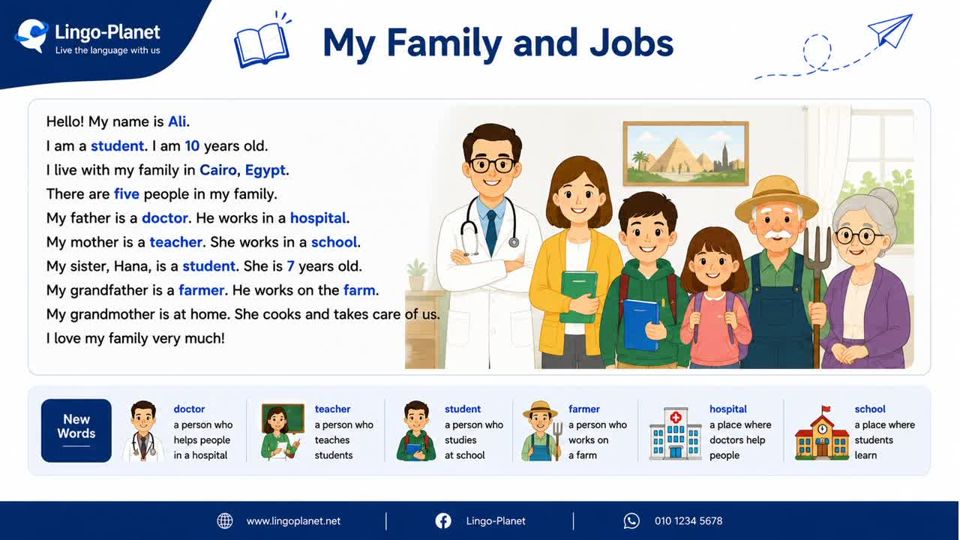 Lingo-Planet
Live the language with us
My Family and Jobs
Hello! My name is Ali.
I am a student. I am 10 years old.
I live with my family in Cairo, Egypt.
There are five people in my family.
My father is a doctor. He works in a hospital.
My mother is a teacher. She works in a school.
My sister, Hana, is a student. She is 7 years old.
My grandfather is a farmer. He works on the farm.
My grandmother is at home. She cooks and takes care of us.
I love my family very much!
New
Words
doctor
a person who
helps people
in a hospital
teacher
a person who
teaches
students
student
a person who
studies
at school
farmer
a person who
works on
a farm
hospital
a place where
doctors help
people
school
a place where
students
learn
www.lingoplanet.net
Lingo-Planet
010 1234 5678